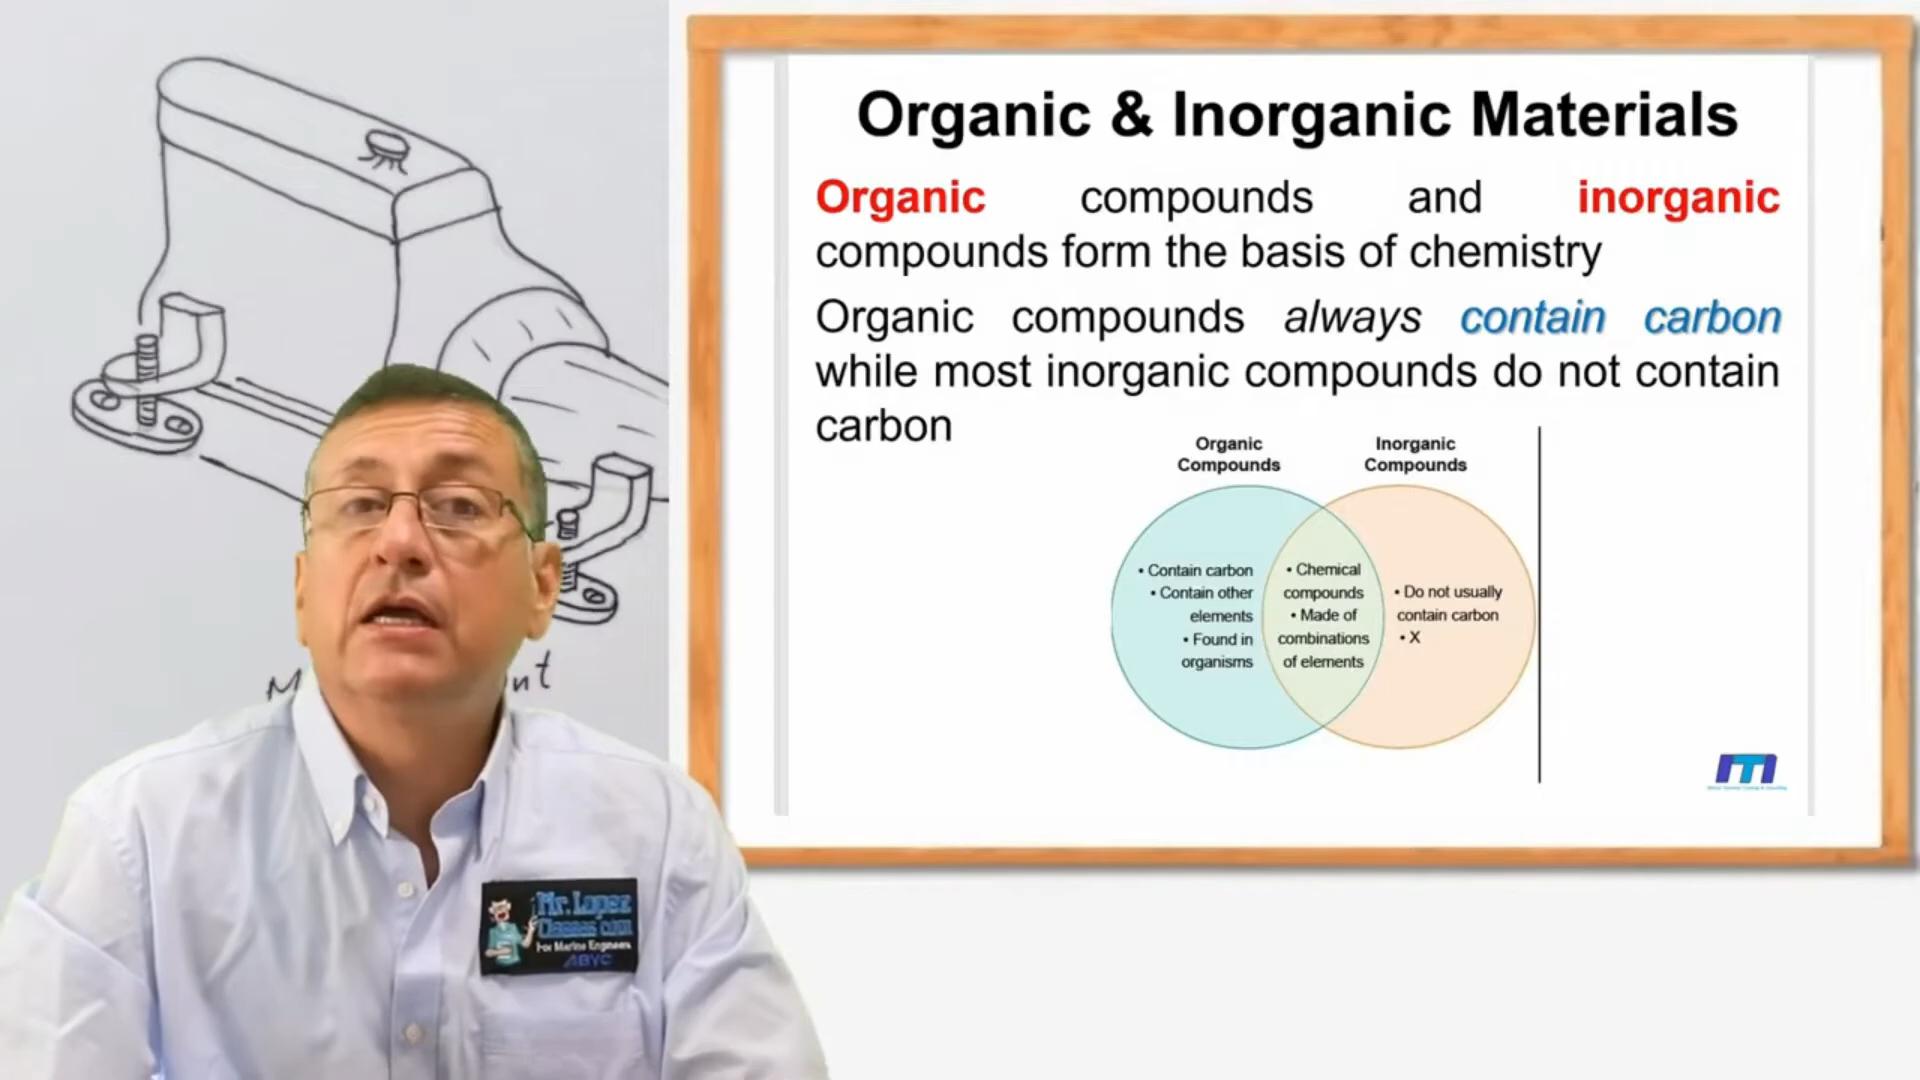 Organic & Inorganic Materials
Organic compounds and inorganic
compounds form the basis of chemistry
Organic compounds always contain carbon
while most inorganic compounds do not contain
carbon
Organic
Compounds
Inorganic
Compounds
• Contain carbon
• Contain other
elements
• Found in
organisms
• Chemical
compounds
• Made of
combinations
of elements
• Do not usually
contain carbon
• X
Mr. Lopez
Classes.com
For Marine Engineers
ABYC